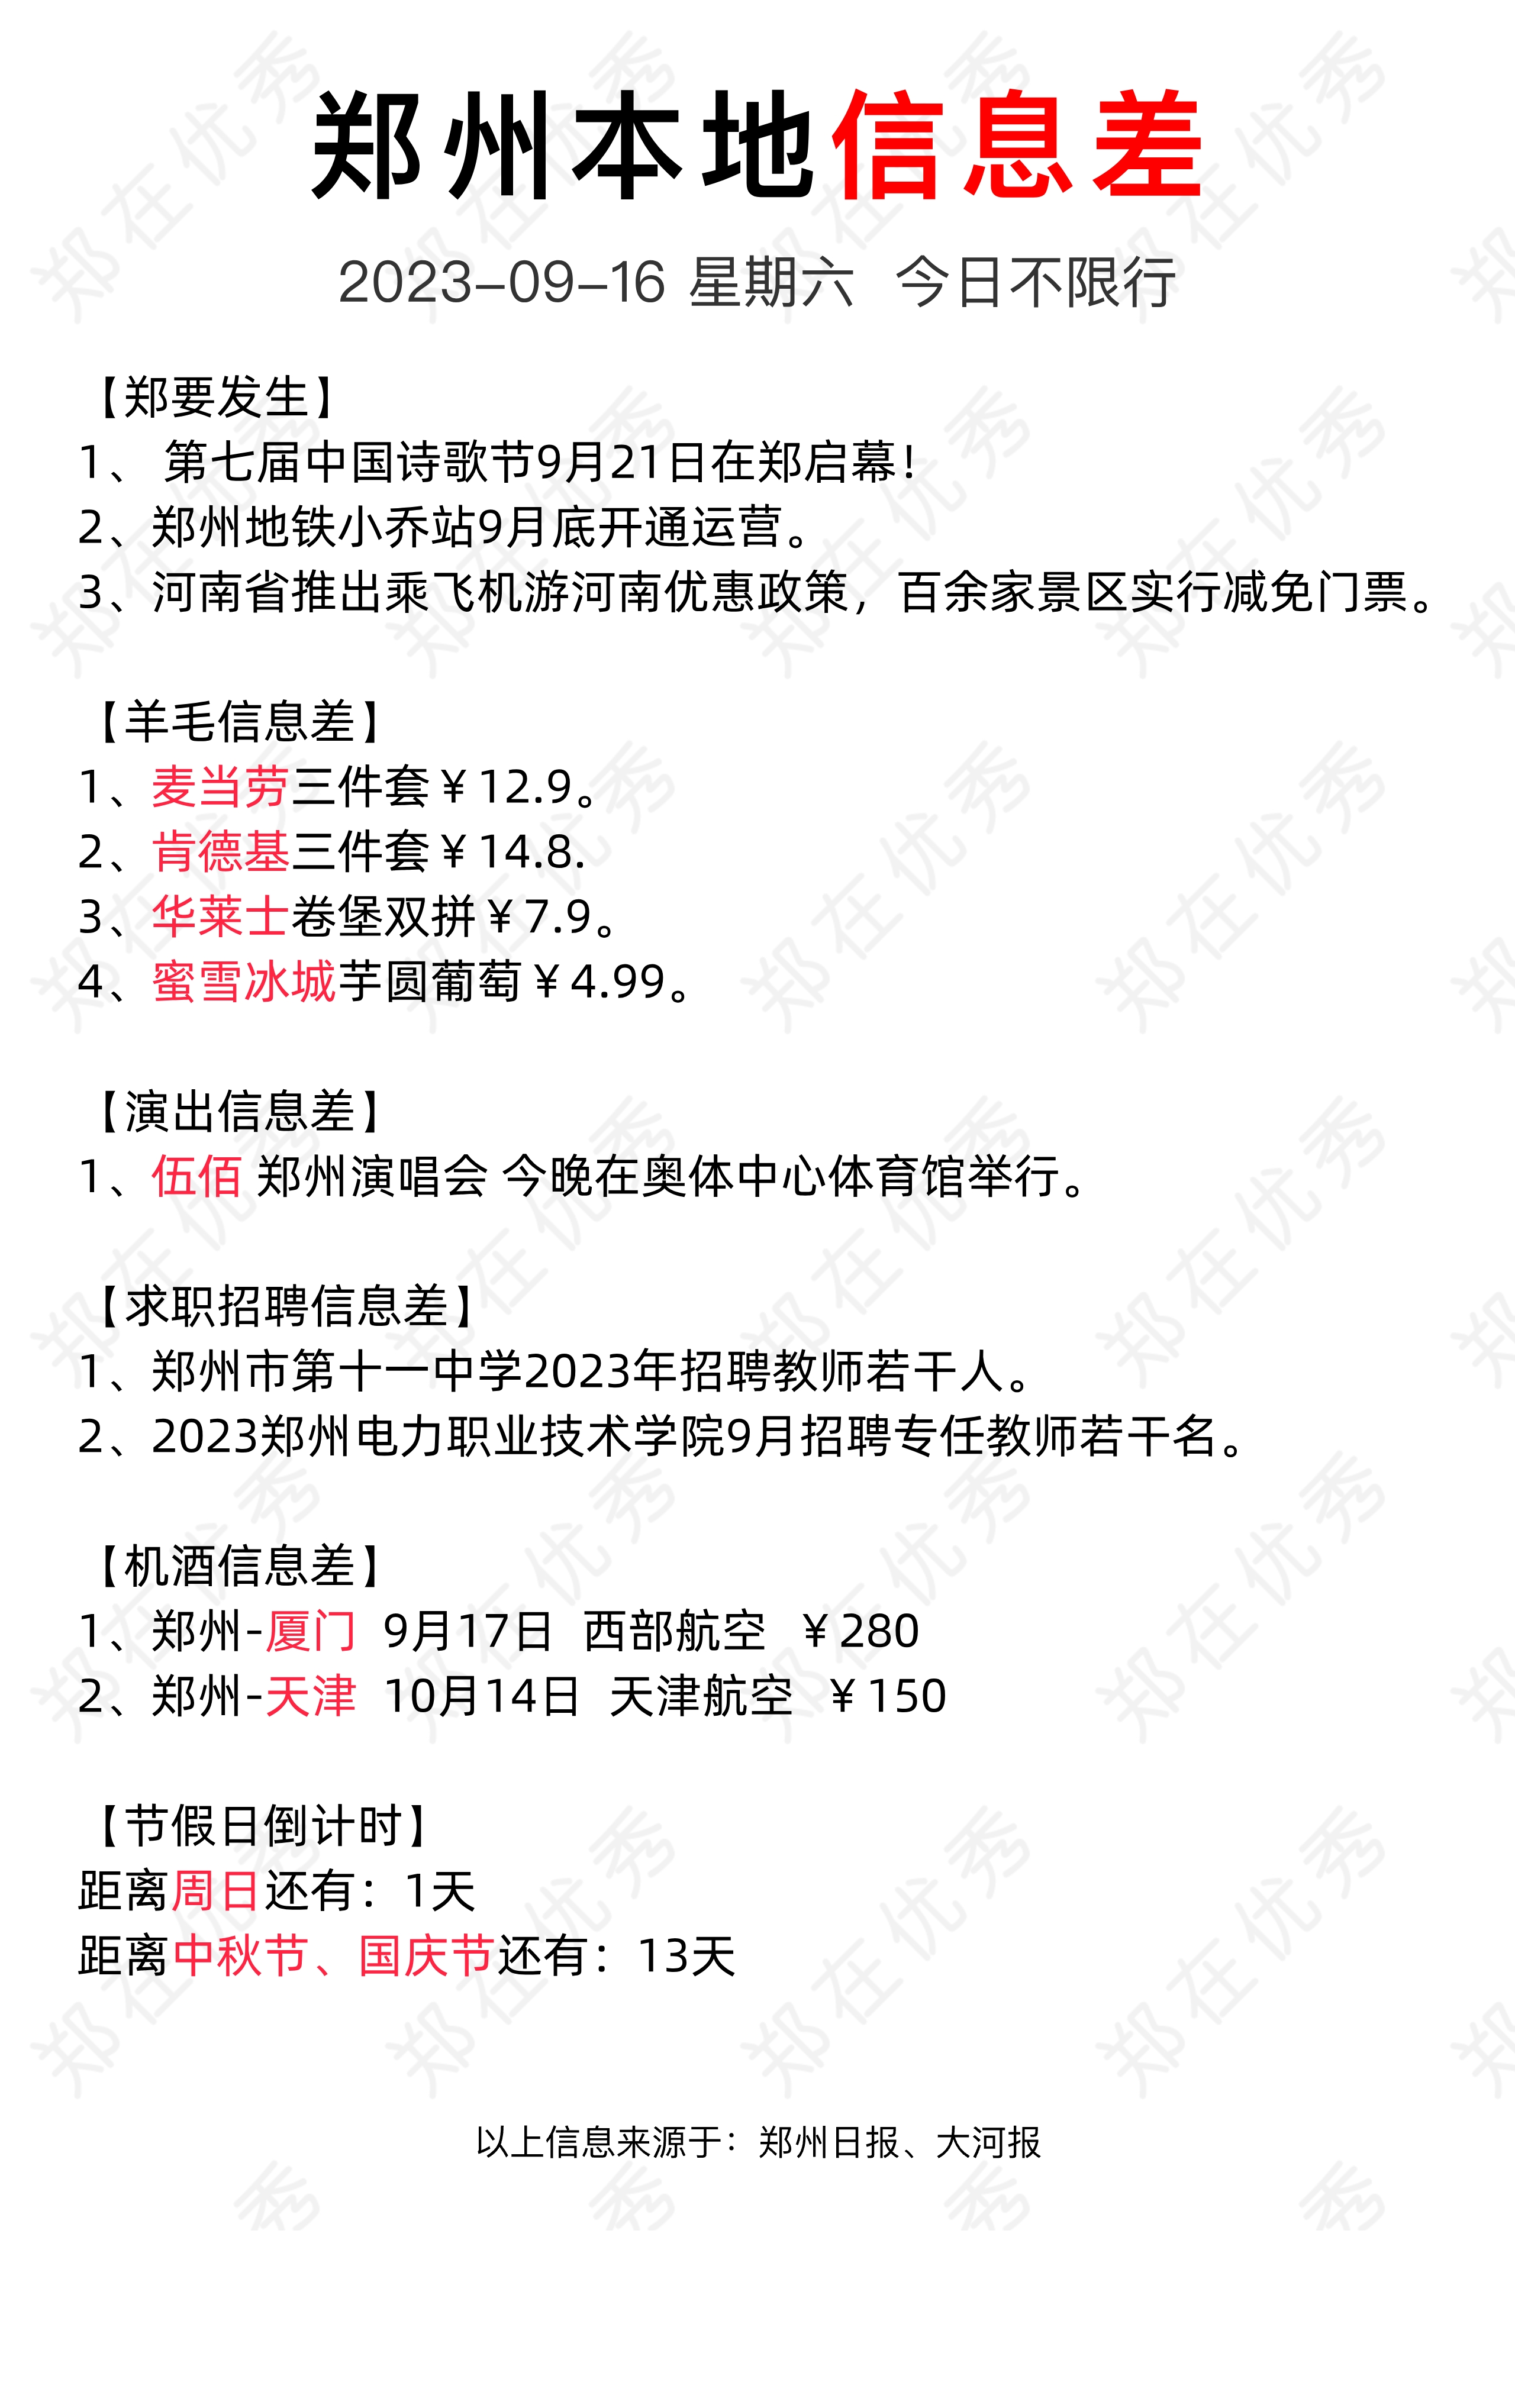 郑州本地信息差
2023-09-16 星期六 今日不限行
【郑要发生】
1、 第七届中国诗歌节9月21日在郑启幕！
2、郑州地铁小乔站9月底开通运营。
3、河南省推出乘飞机游河南优惠政策，百余家景区实行减免门票。
【羊毛信息差】
1、麦当劳三件套￥12.9。
2、肯德基三件套￥14.8.
3、华莱士卷堡双拼￥7.9。
4、蜜雪冰城芋圆葡萄￥4.99。
【演出信息差】
1、伍佰 郑州演唱会 今晚在奥体中心体育馆举行。
【求职招聘信息差】
1、郑州市第十一中学2023年招聘教师若干人。
2、2023郑州电力职业技术学院9月招聘专任教师若干名。
【机酒信息差】
1、郑州-厦门 9月17日 西部航空 ￥280
2、郑州-天津 10月14日 天津航空 ￥150
【节假日倒计时】
距离周日还有：1天
距离中秋节、国庆节还有：13天
以上信息来源于：郑州日报、大河报
郑在优秀